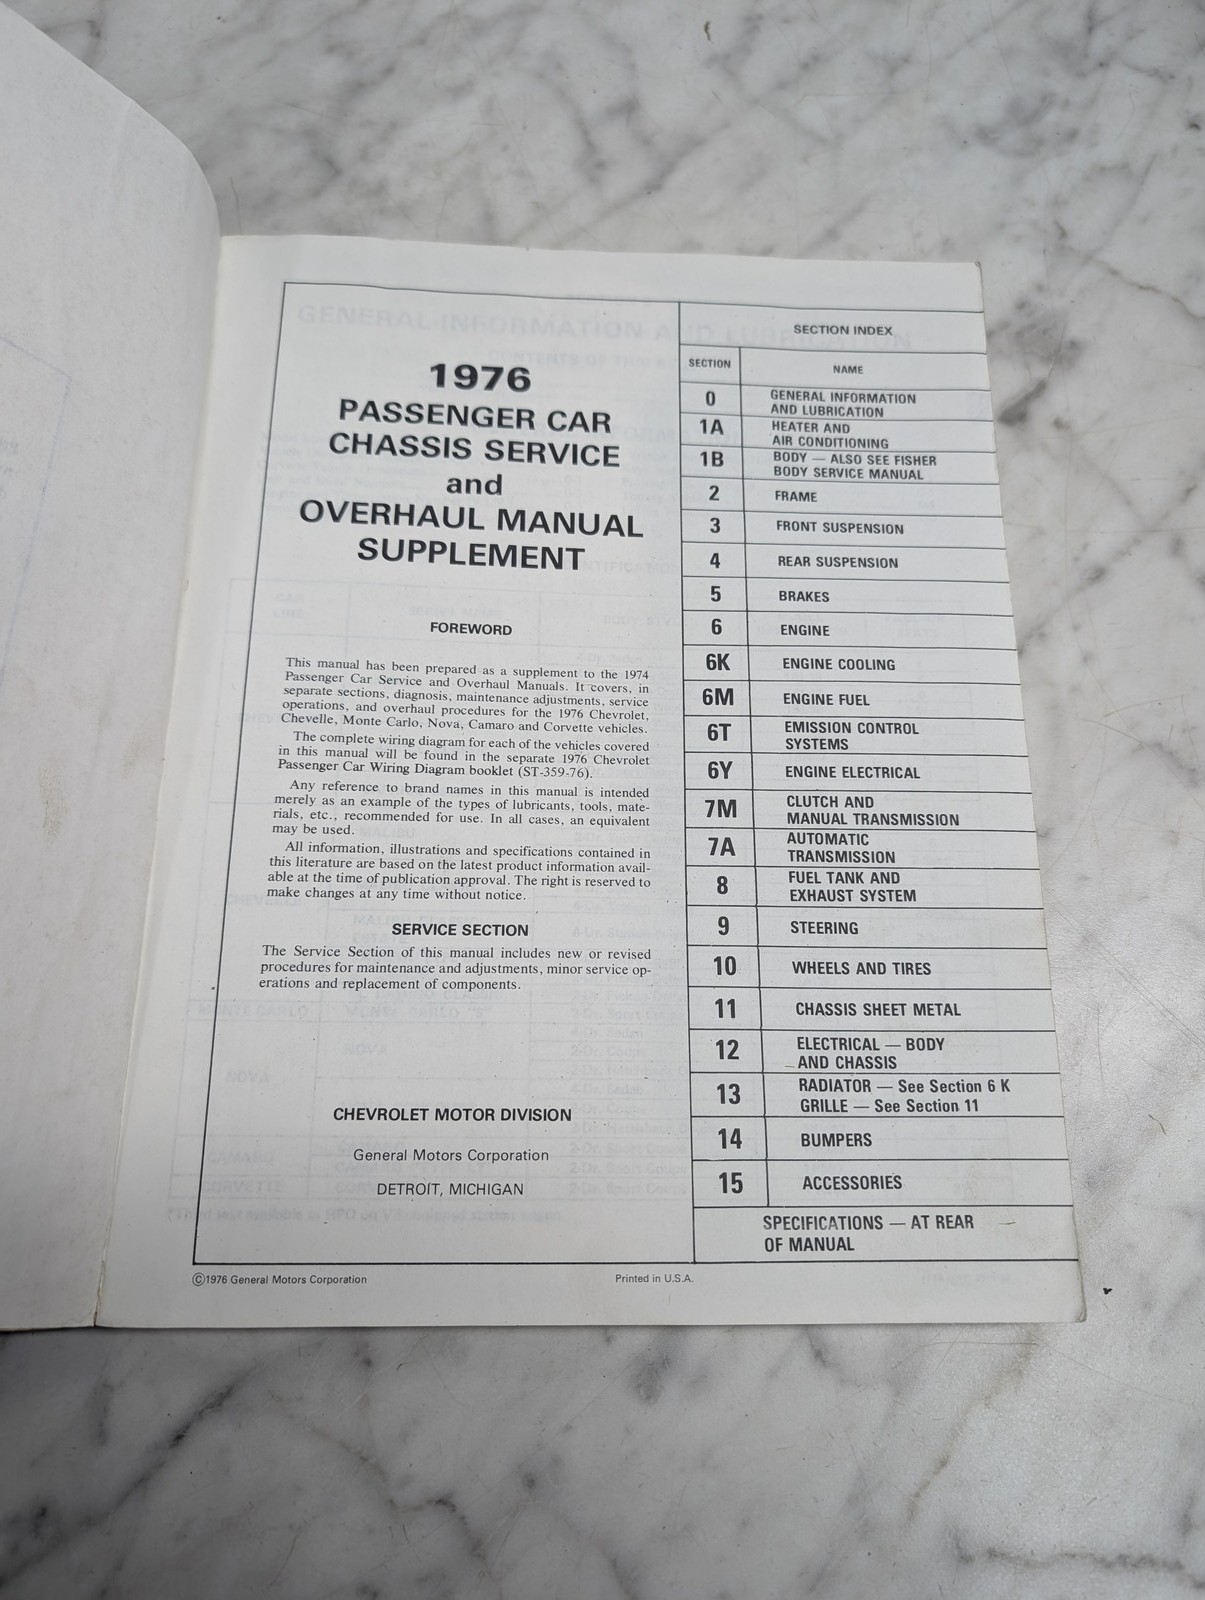 1976
PASSENGER CAR
CHASSIS SERVICE
and
OVERHAUL MANUAL
SUPPLEMENT
FOREWORD
This manual has been prepared as a supplement to the 1974
Passenger Car Service and Overhaul Manuals. It covers, in
separate sections, diagnosis, maintenance adjustments, service
operations, and overhaul procedures for the 1976 Chevrolet,
Chevelle, Monte Carlo, Nova, Camaro and Corvette vehicles.
The complete wiring diagram for each of the vehicles covered
in this manual will be found in the separate 1976 Chevrolet
Passenger Car Wiring Diagram booklet (ST-359-76).
Any reference to brand names in this manual is intended
merely as an example of the types of lubricants, tools, mate-
rials, etc., recommended for use. In all cases, an equivalent
may be used.
All information, illustrations and specifications contained in
this literature are based on the latest product information avail-
able at the time of publication approval. The right is reserved to
make changes at any time without notice.
SERVICE SECTION
The Service Section of this manual includes new or revised
procedures for maintenance and adjustments, minor service op-
erations and replacement of components.
CHEVROLET MOTOR DIVISION
General Motors Corporation
DETROIT, MICHIGAN
SECTION INDEX
SECTION NAME
0 GENERAL INFORMATION
AND LUBRICATION
1A HEATER AND
AIR CONDITIONING
1B BODY — ALSO SEE FISHER
BODY SERVICE MANUAL
2 FRAME
3 FRONT SUSPENSION
4 REAR SUSPENSION
5 BRAKES
6 ENGINE
6K ENGINE COOLING
6M ENGINE FUEL
6T EMISSION CONTROL
SYSTEMS
6Y ENGINE ELECTRICAL
7M CLUTCH AND
MANUAL TRANSMISSION
7A AUTOMATIC
TRANSMISSION
8 FUEL TANK AND
EXHAUST SYSTEM
9 STEERING
10 WHEELS AND TIRES
11 CHASSIS SHEET METAL
12 ELECTRICAL — BODY
AND CHASSIS
13 RADIATOR — See Section 6 K
GRILLE — See Section 11
14 BUMPERS
15 ACCESSORIES
SPECIFICATIONS — AT REAR
OF MANUAL
©1976 General Motors Corporation
Printed in U.S.A.